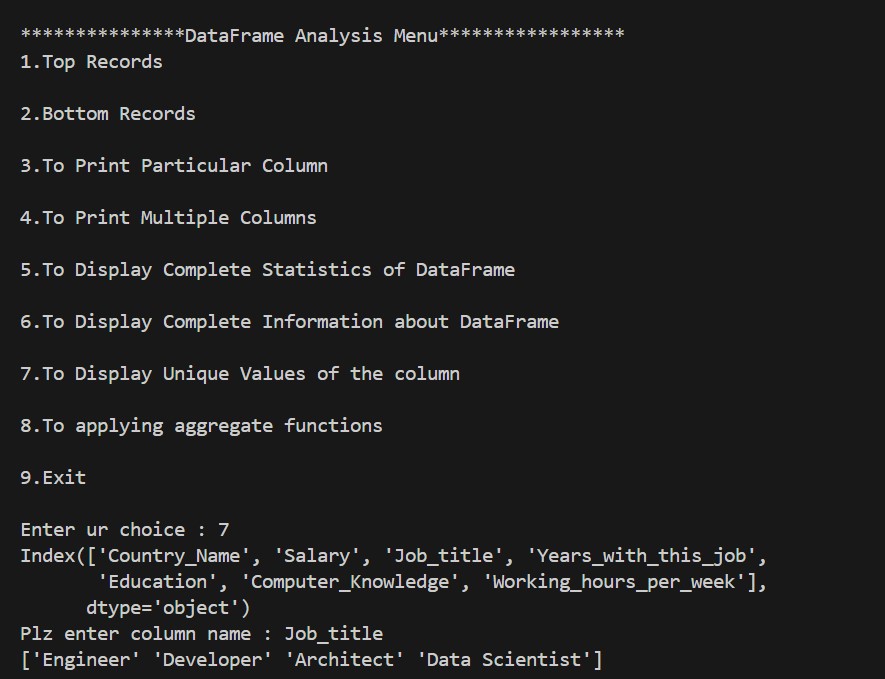 ***************DataFrame Analysis Menu*****************
1.Top Records
2.Bottom Records
3.To Print Particular Column
4.To Print Multiple Columns
5.To Display Complete Statistics of DataFrame
6.To Display Complete Information about DataFrame
7.To Display Unique Values of the column
8.To applying aggregate functions
9.Exit
Enter ur choice : 7
Index(['Country_Name', 'Salary', 'Job_title', 'Years_with_this_job',
       'Education', 'Computer_Knowledge', 'Working_hours_per_week'],
      dtype='object')
Plz enter column name : Job_title
['Engineer' 'Developer' 'Architect' 'Data Scientist']